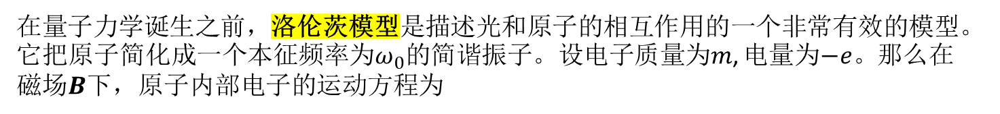 在量子力学诞生之前，洛伦茨模型是描述光和原子的相互作用的一个非常有效的模型。
它把原子简化成一个本征频率为ω₀的简谐振子。设电子质量为m, 电量为−e。那么在
磁场B下，原子内部电子的运动方程为